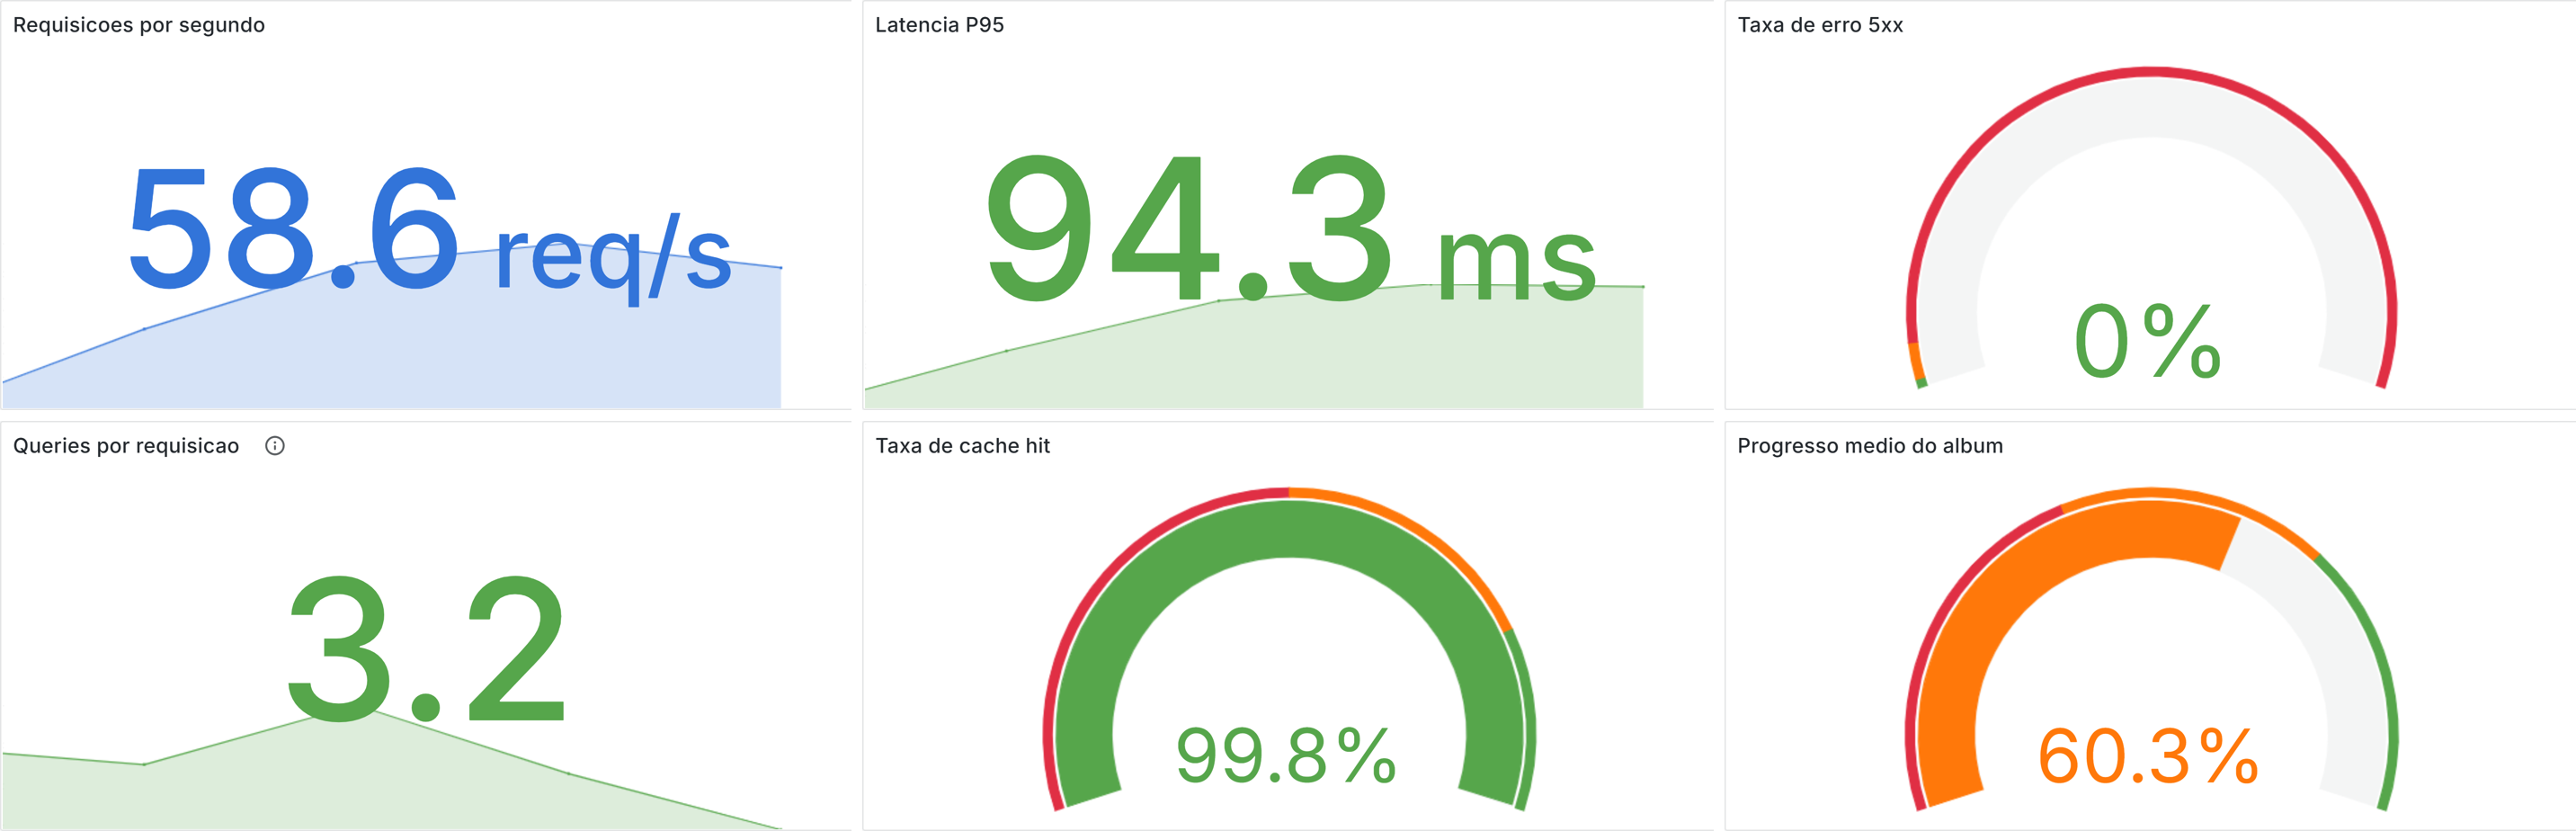 Requisicoes por segundo
58.6 req/s
Latencia P95
94.3 ms
Taxa de erro 5xx
0%
Queries por requisicao
3.2
Taxa de cache hit
99.8%
Progresso medio do album
60.3%